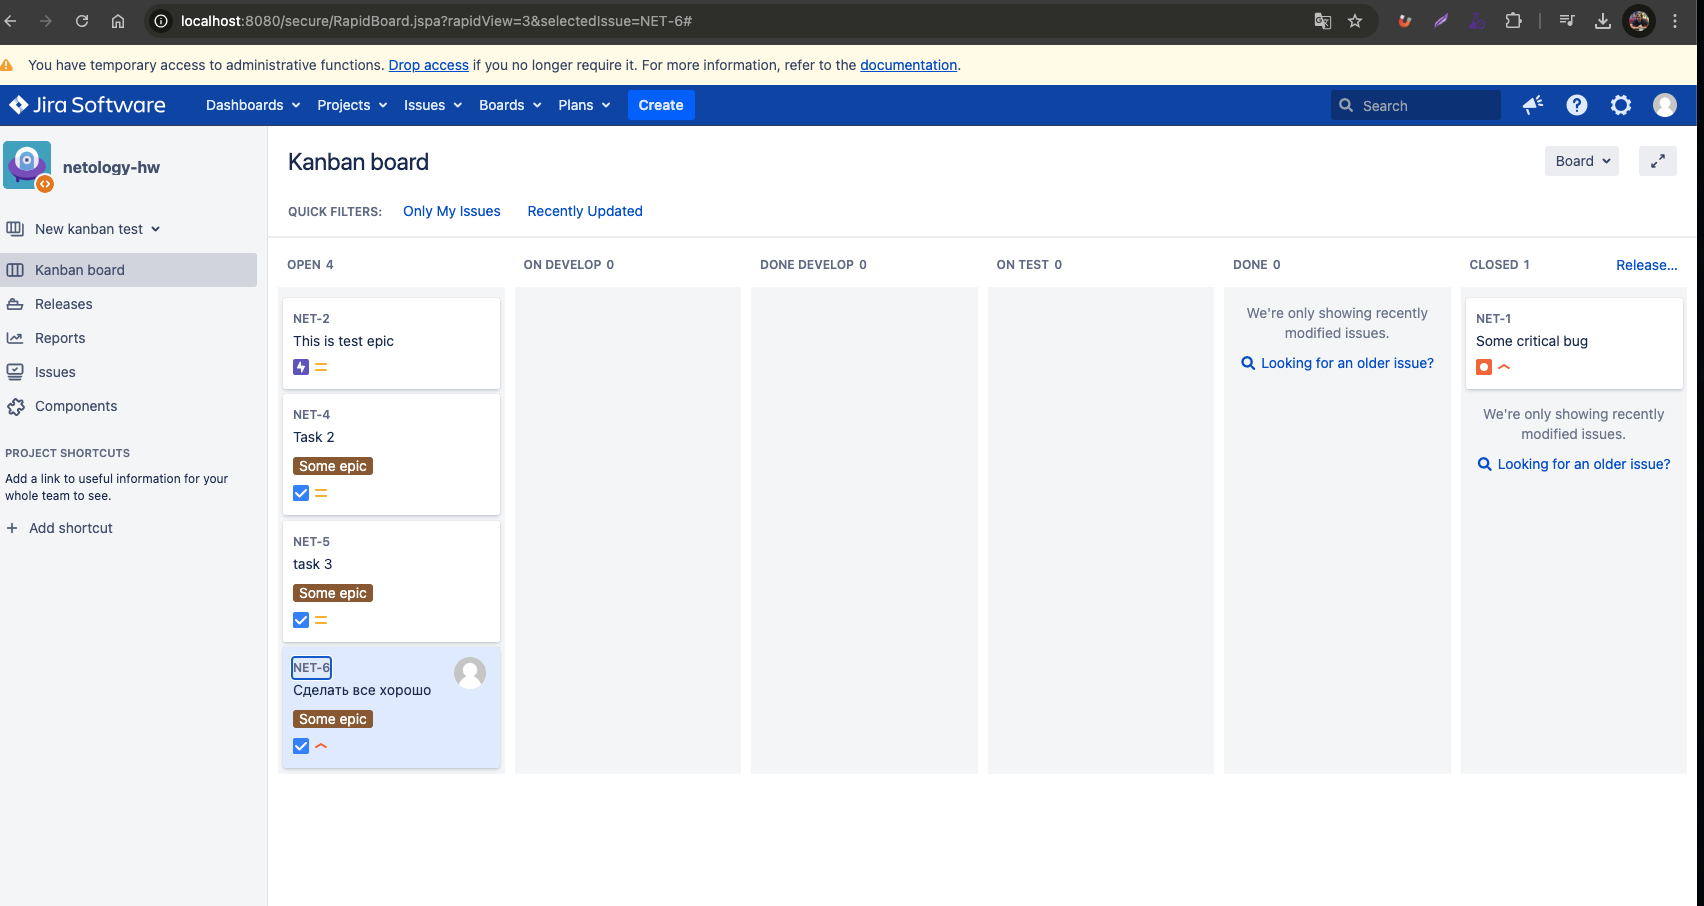 localhost:8080/secure/RapidBoard.jspa?rapidView=3&selectedIssue=NET-6#
You have temporary access to administrative functions. Drop access if you no longer require it. For more information, refer to the documentation.
Jira Software
Dashboards
Projects
Issues
Boards
Plans
Create
Search
netology-hw
New kanban test
Kanban board
Releases
Reports
Issues
Components
PROJECT SHORTCUTS
Add a link to useful information for your
whole team to see.
+ Add shortcut
Kanban board
Board
QUICK FILTERS:
Only My Issues
Recently Updated
OPEN 4
ON DEVELOP 0
DONE DEVELOP 0
ON TEST 0
DONE 0
CLOSED 1
Release...
NET-2
This is test epic
NET-4
Task 2
Some epic
NET-5
task 3
Some epic
NET-6
Сделать все хорошо
Some epic
We're only showing recently
modified issues.
Looking for an older issue?
NET-1
Some critical bug
We're only showing recently
modified issues.
Looking for an older issue?